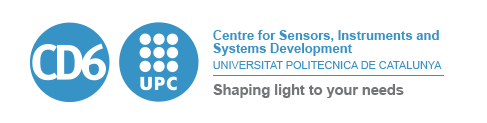 CD6
UPC
Centre for Sensors, Instruments and
Systems Development
UNIVERSITAT POLITECNICA DE CATALUNYA
Shaping light to your needs